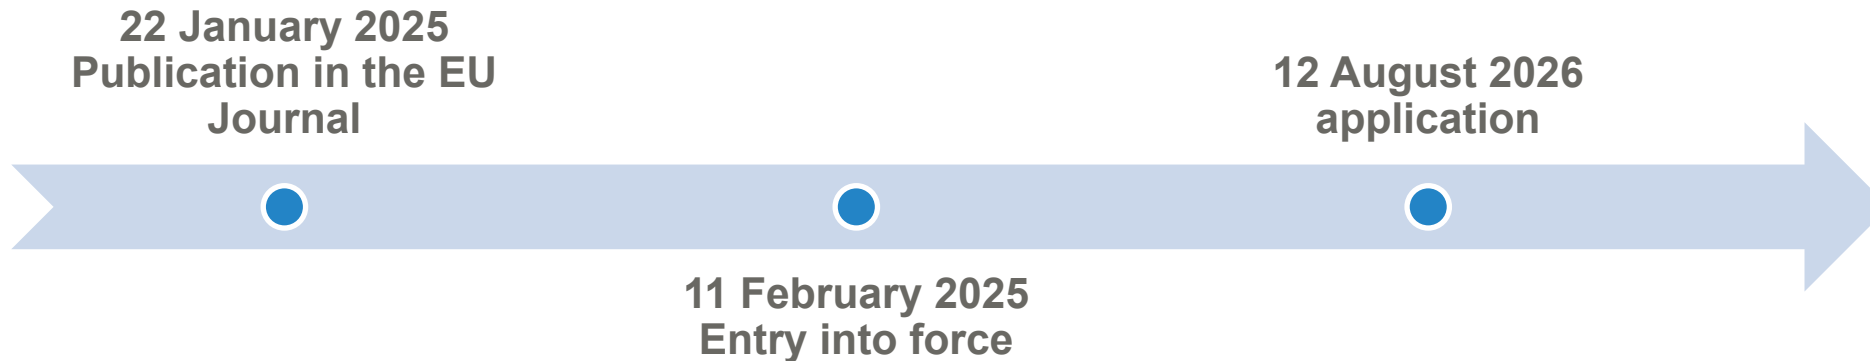 22 January 2025
Publication in the EU
Journal
11 February 2025
Entry into force
12 August 2026
application